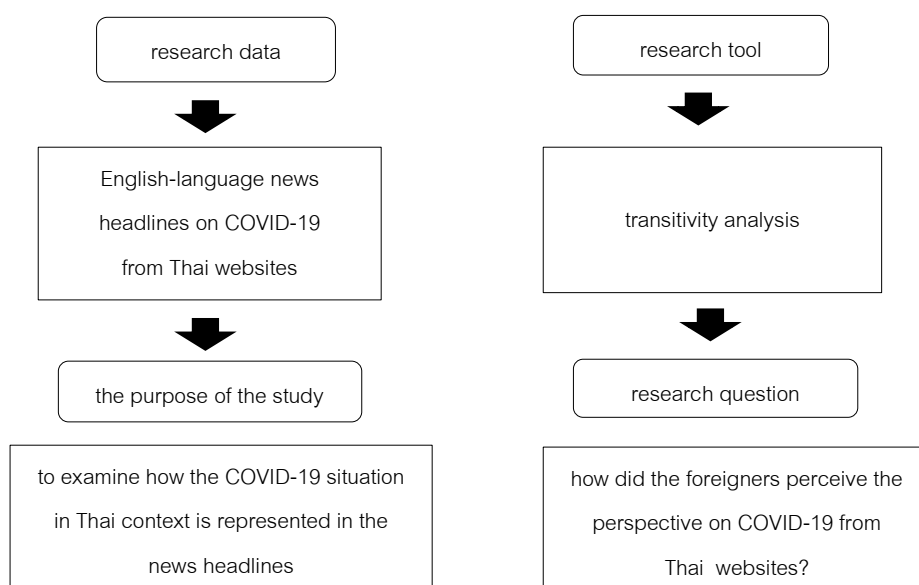 research data
English-language news
headlines on COVID-19
from Thai websites
the purpose of the study
to examine how the COVID-19 situation
in Thai context is represented in the
news headlines
research tool
transitivity analysis
research question
how did the foreigners perceive the
perspective on COVID-19 from
Thai websites?